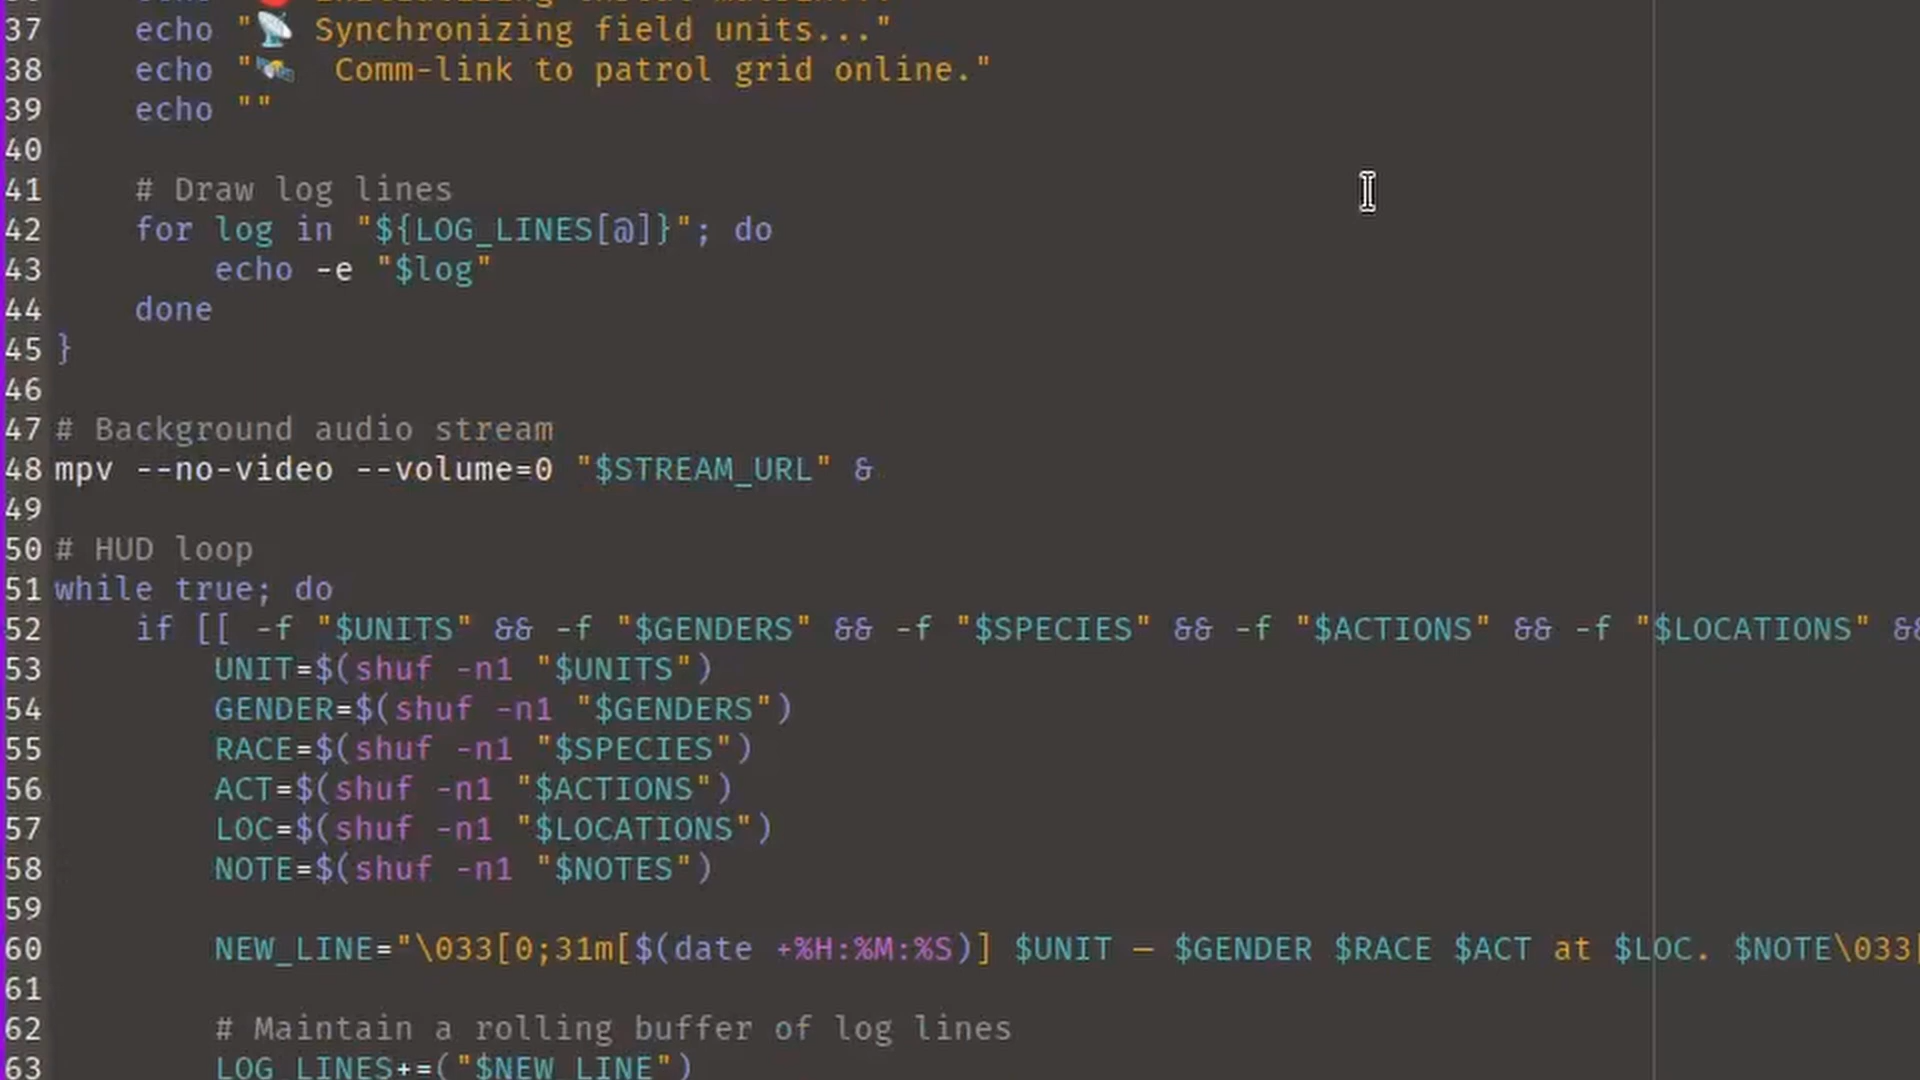 37 echo "📡 Synchronizing field units..."
38 echo "🛰️  Comm-link to patrol grid online."
39 echo ""
40
41 # Draw log lines
42 for log in "${LOG_LINES[@]}"; do
43 echo -e "$log"
44 done
45 }
46
47 # Background audio stream
48 mpv --no-video --volume=0 "$STREAM_URL" &
49
50 # HUD loop
51 while true; do
52 if [[ -f "$UNITS" && -f "$GENDERS" && -f "$SPECIES" && -f "$ACTIONS" && -f "$LOCATIONS" &&
53 UNIT=$(shuf -n1 "$UNITS")
54 GENDER=$(shuf -n1 "$GENDERS")
55 RACE=$(shuf -n1 "$SPECIES")
56 ACT=$(shuf -n1 "$ACTIONS")
57 LOC=$(shuf -n1 "$LOCATIONS")
58 NOTE=$(shuf -n1 "$NOTES")
59
60 NEW_LINE="\033[0;31m[$(date +%H:%M:%S)] $UNIT — $GENDER $RACE $ACT at $LOC. $NOTE\033[
61
62 # Maintain a rolling buffer of log lines
63 LOG_LINES+=("$NEW_LINE")